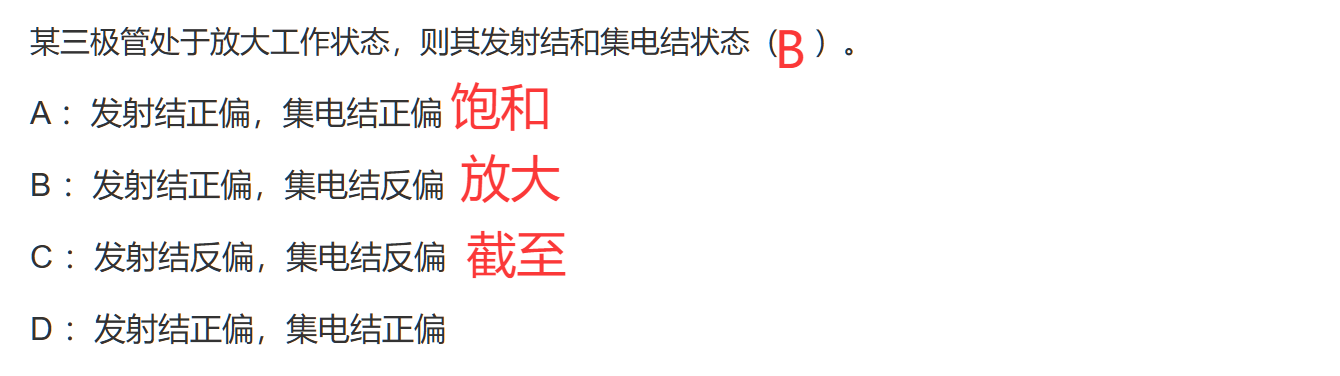 某三极管处于放大工作状态，则其发射结和集电结状态（B）。
A： 发射结正偏，集电结正偏 饱和
B： 发射结正偏，集电结反偏 放大
C： 发射结反偏，集电结反偏 截至
D： 发射结正偏，集电结正偏